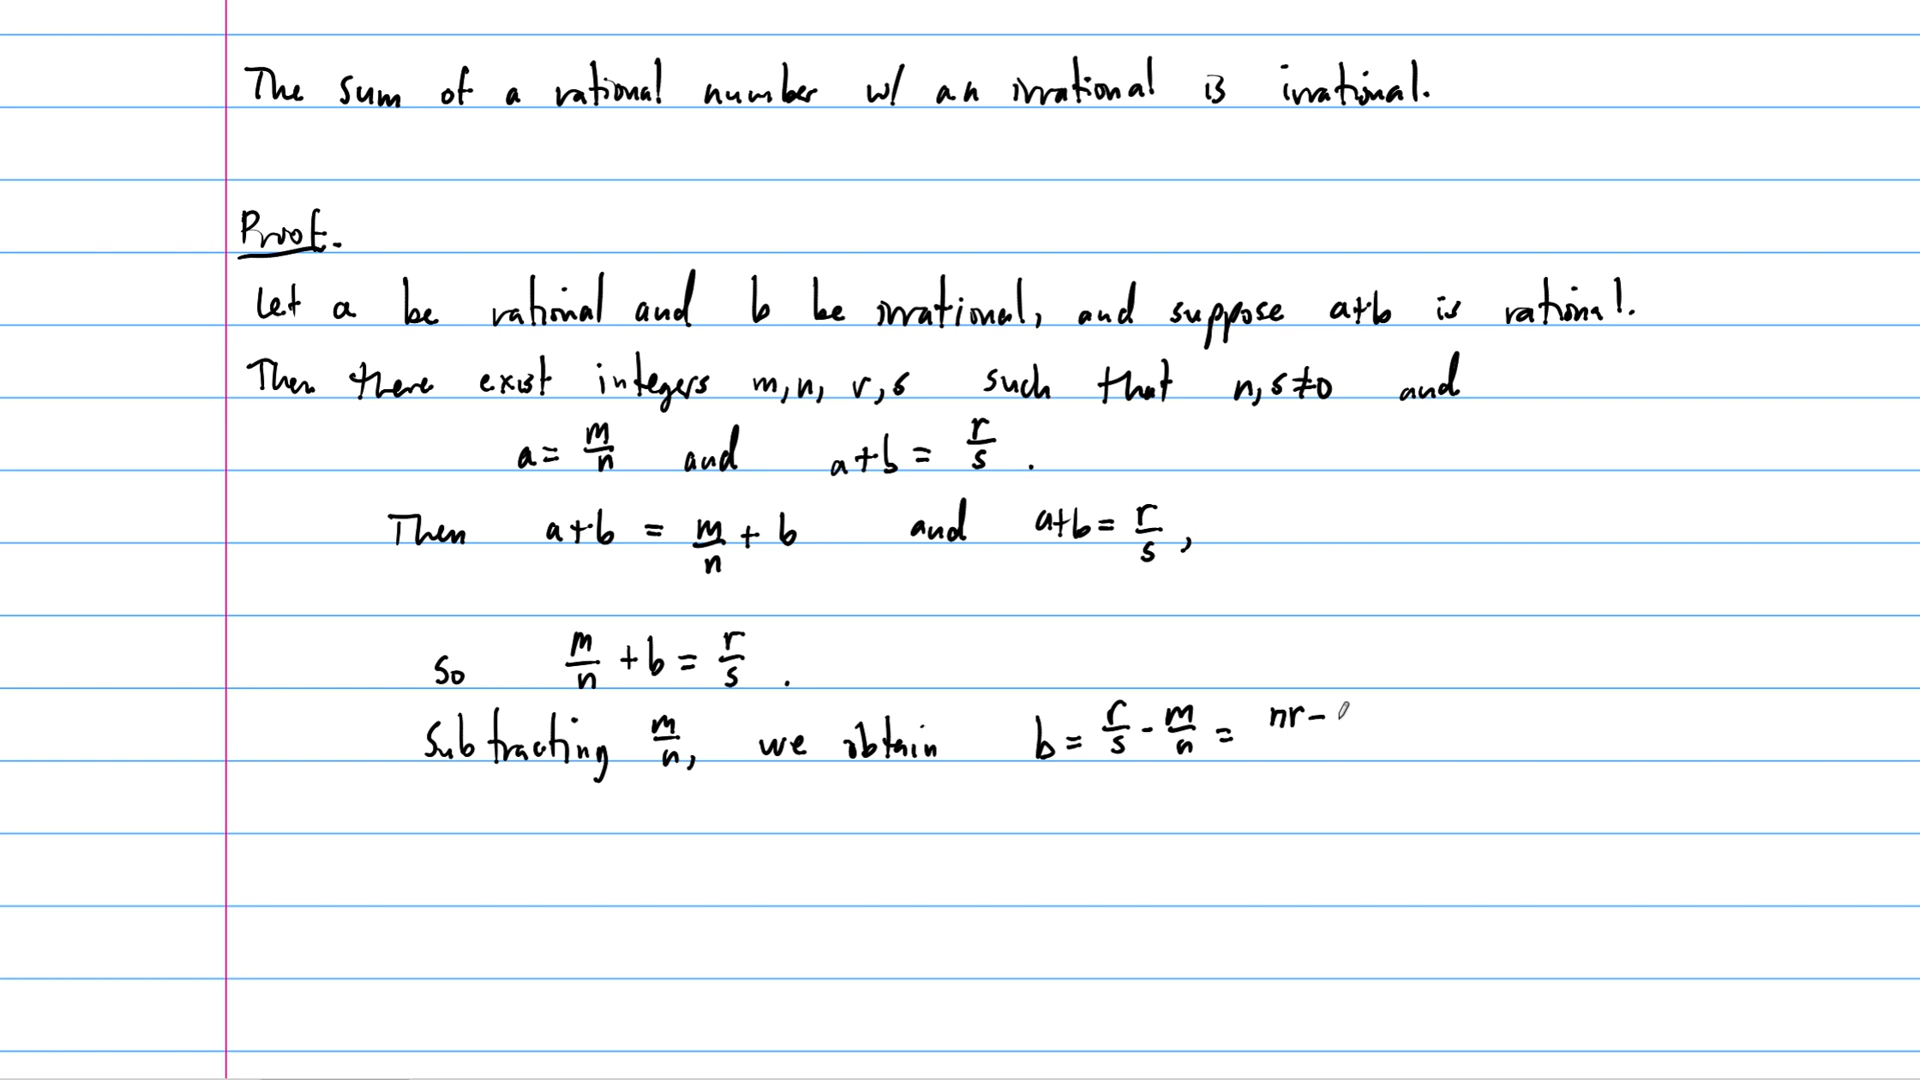 The sum of a rational number w/ an irrational is irrational.
Proof.
Let a be rational and b be irrational, and suppose a+b is rational.
Then there exist integers m, n, r, s such that n, s≠0 and
a = m/n and a+b = r/s .
Then a+b = m/n + b and a+b = r/s ,
So m/n + b = r/s .
Subtracting m/n, we obtain b = r/s - m/n = nr -